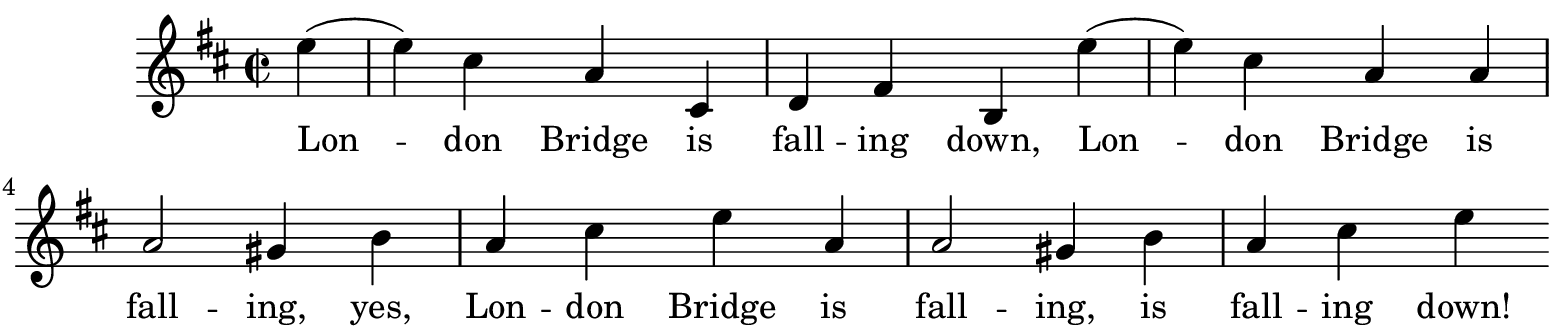 Lon - don Bridge is fall - ing down, Lon - don Bridge is
4
fall - ing, yes, Lon - don Bridge is fall - ing, is fall - ing down!